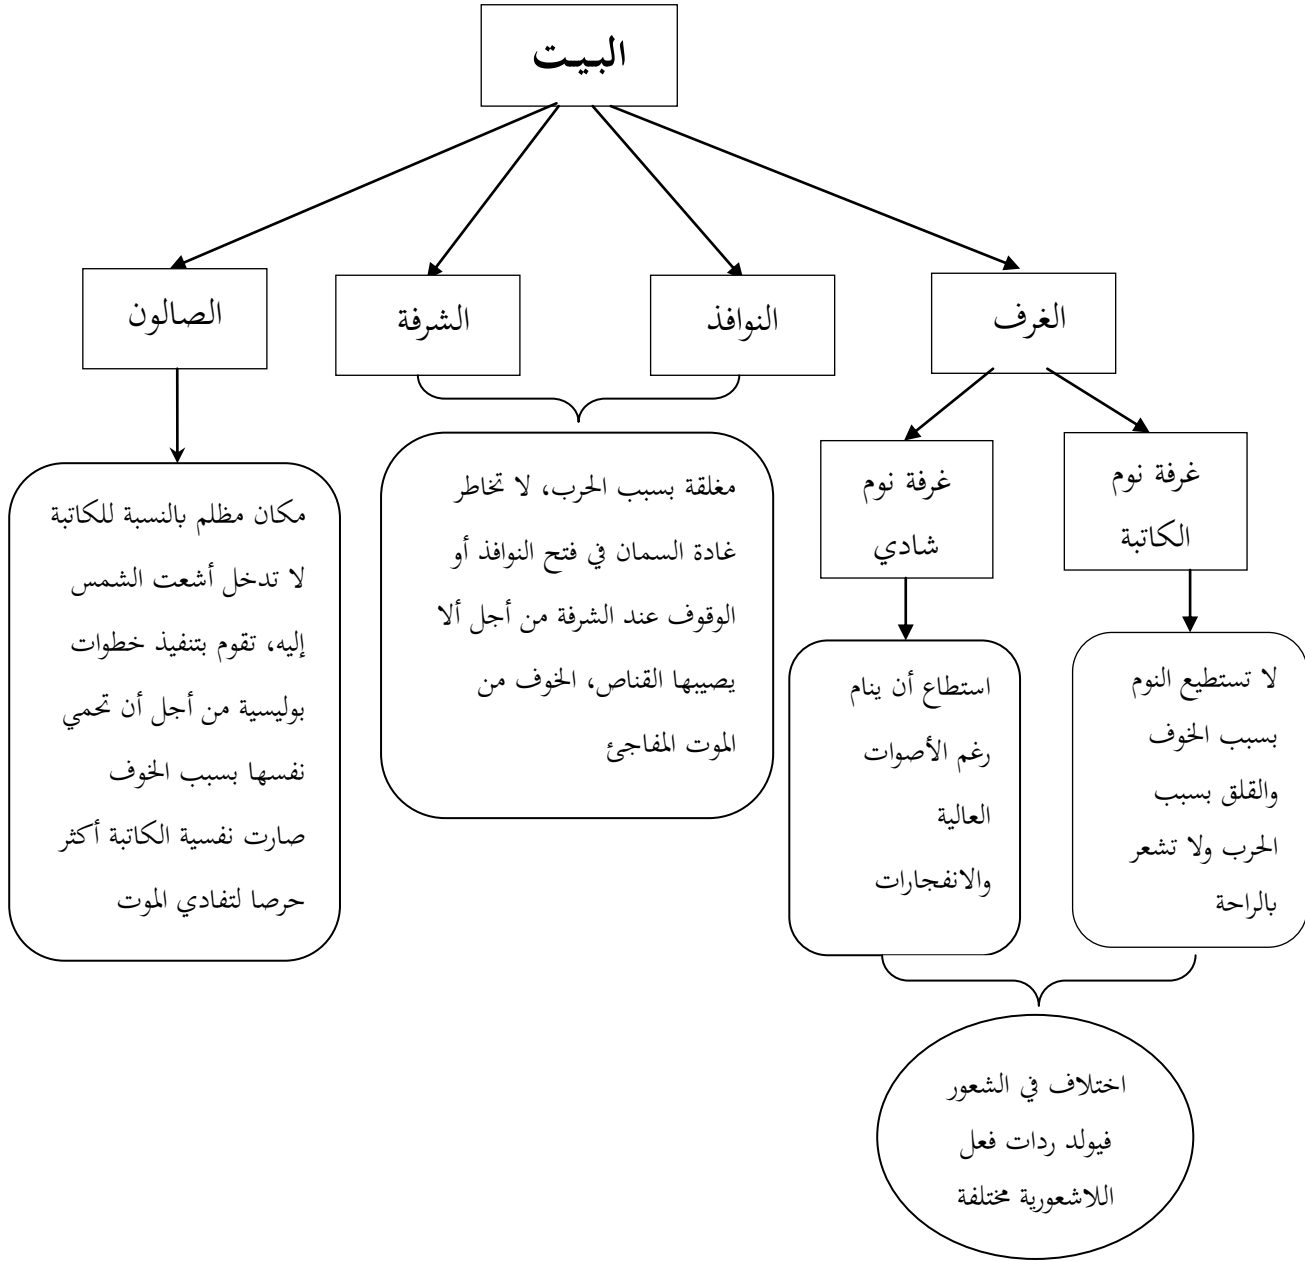 البيت
الغرف
النوافذ
الشرفة
الصالون
غرفة نوم
الكاتبة
غرفة نوم
شادي
لا تستطيع النوم
بسبب الخوف
والقلق بسبب
الحرب ولا تشعر
بالراحة
استطاع أن ينام
رغم الأصوات
العالية
والانفجارات
مغلقة بسبب الحرب، لا تخاطر
غادة السمان في فتح النوافذ أو
الوقوف عند الشرفة من أجل ألا
يصيبها القناص، الخوف من
الموت المفاجئ
مكان مظلم بالنسبة للكاتبة
لا تدخل أشعت الشمس
إليه، تقوم بتنفيذ خطوات
بوليسية من أجل أن تحمي
نفسها بسبب الخوف
صارت نفسية الكاتبة أكثر
حرصا لتفادي الموت
اختلاف في الشعور
فيولد ردات فعل
اللاشعورية مختلفة